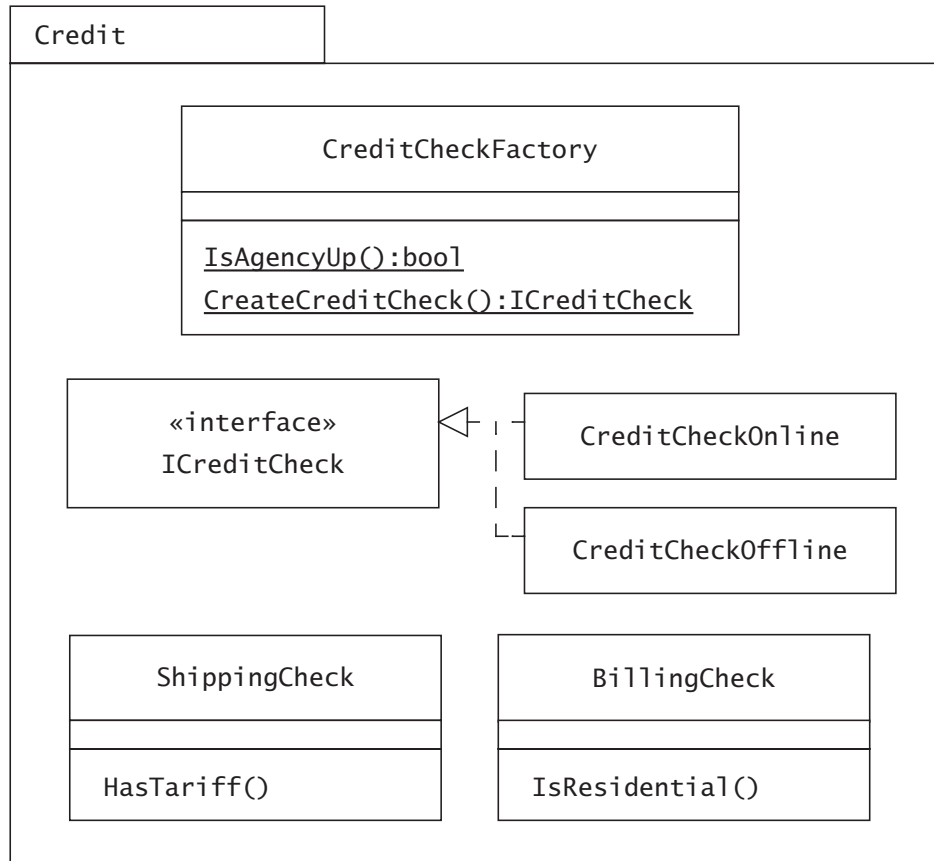 Credit
CreditCheckFactory
IsAgencyUp():bool
CreateCreditCheck():ICreditCheck
«interface»
ICreditCheck
CreditCheckOnline
CreditCheckOffline
ShippingCheck
HasTariff()
BillingCheck
IsResidential()